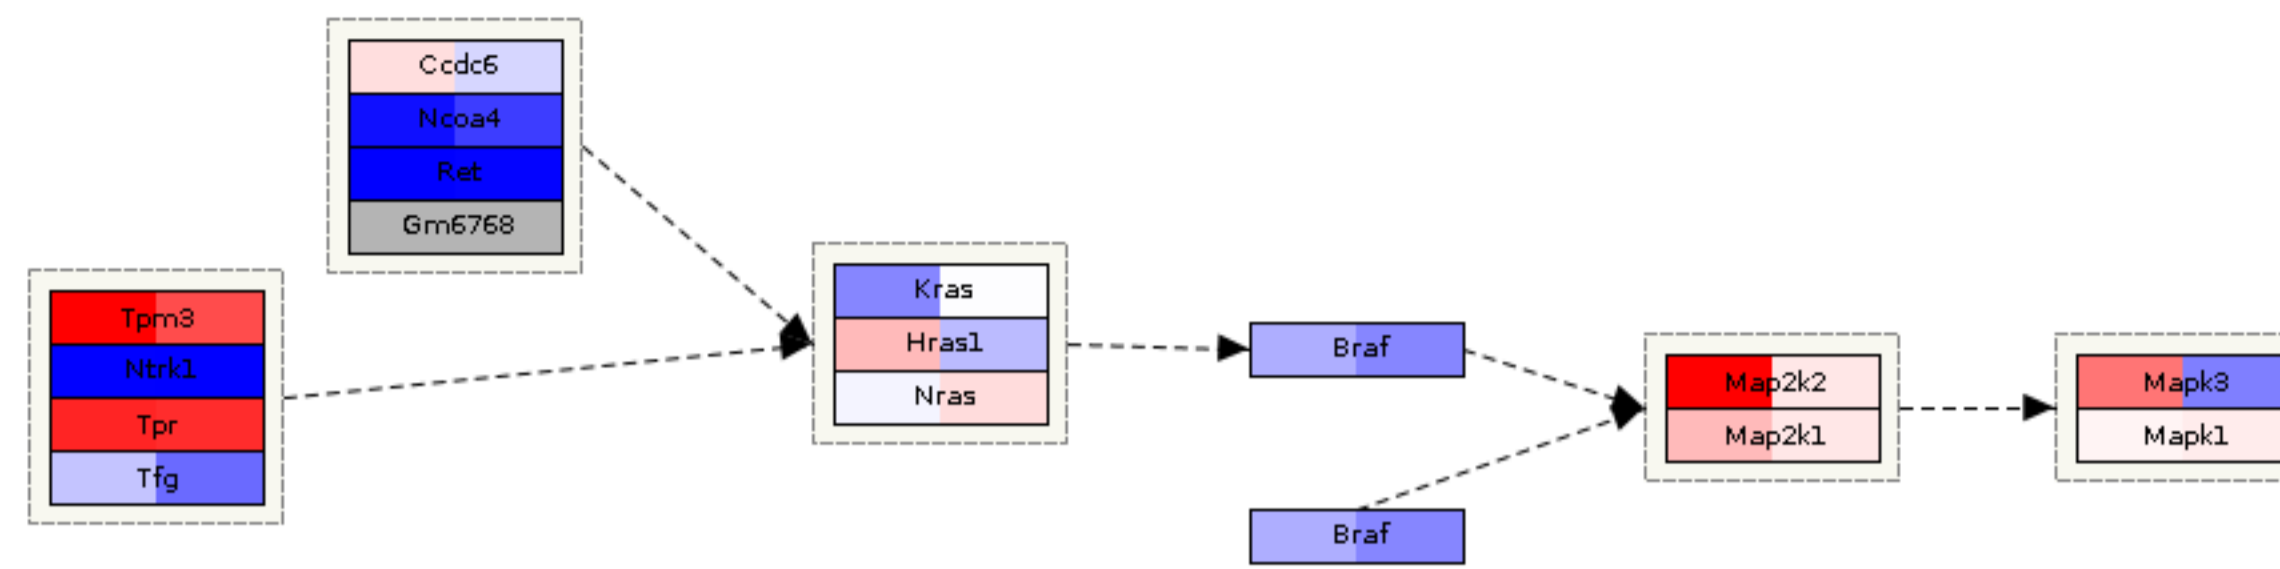 Ccdc6
Ncoa4
Ret
Gm6768
Tpm3
Ntrk1
Tpr
Tfg
Kras
Hras1
Nras
Braf
Braf
Map2k2
Map2k1
Mapk3
Mapk1